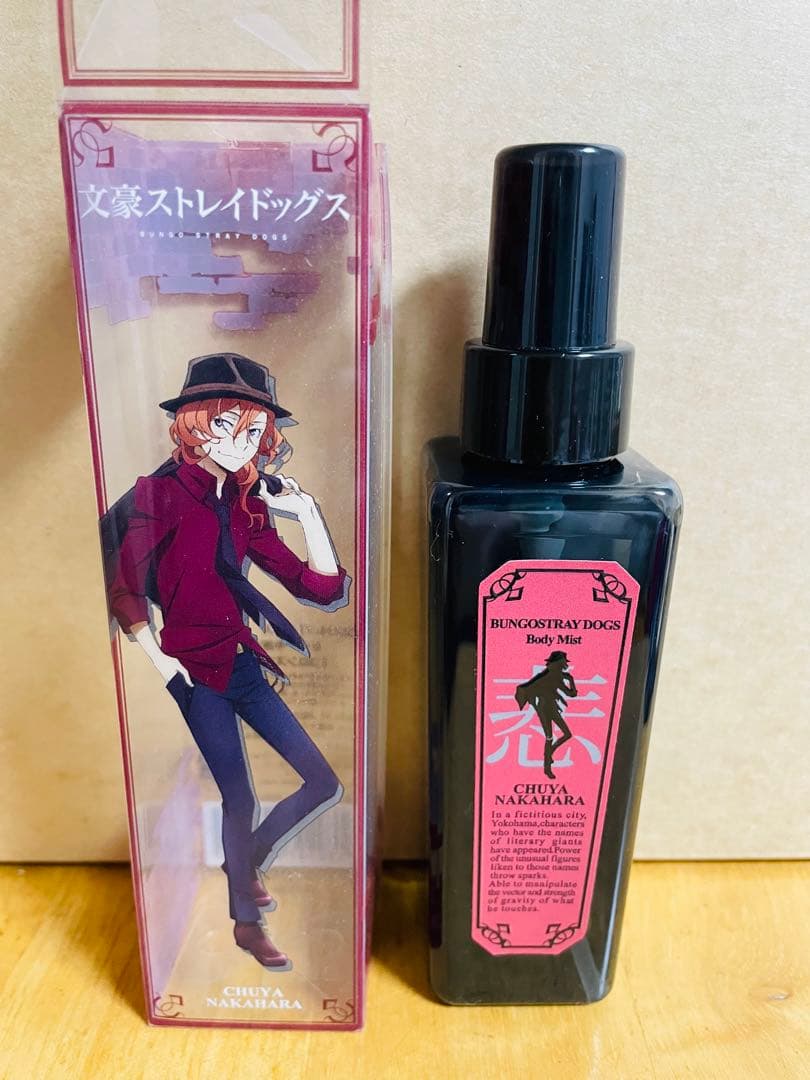 文豪ストレイドッグス
BUNGO STRAY DOGS
CHUYA
NAKAHARA
BUNGOSTRAY DOGS
Body Mist
CHUYA
NAKAHARA
In a fictitious city,
Yokohama,characters
who have the names
of literary giants
have appeared.Power
of the unusual figures
liken to those names
throw sparks.
Able to manipulate
the vector and strength
of gravity of what
he touches.